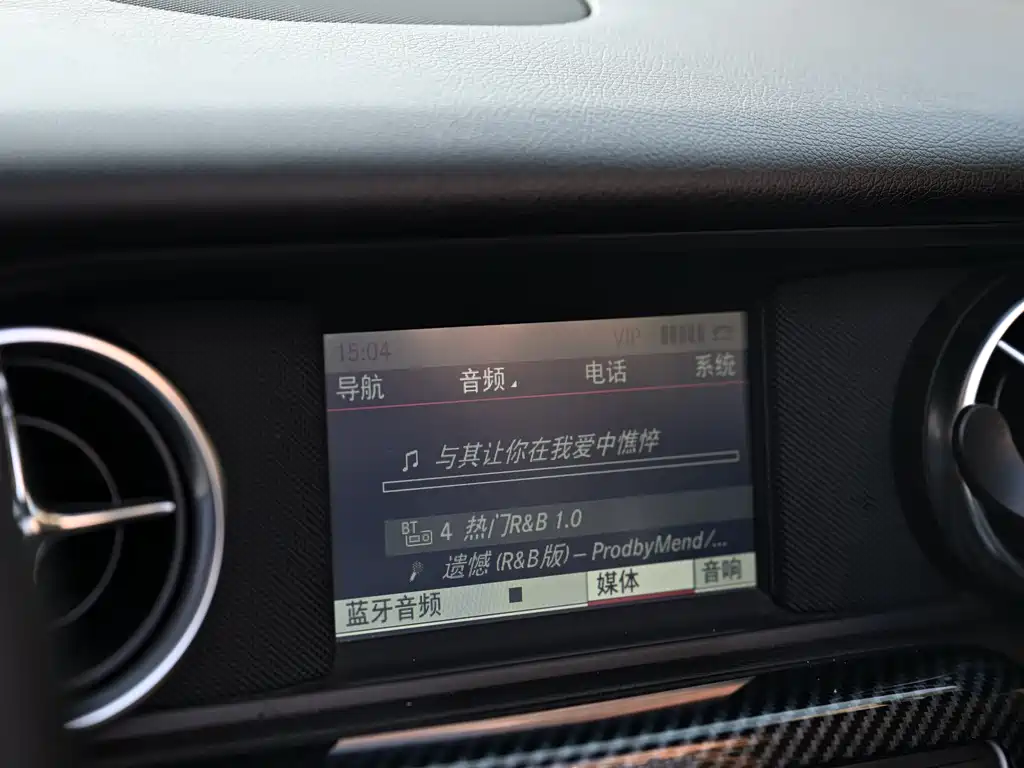 15:04 VIP
导航 音频 电话 系统
与其让你在我爱中憔悴
BT 4 热门R&B 1.0
遗憾 (R&B版) – ProdbyMend/...
蓝牙音频 媒体 音响